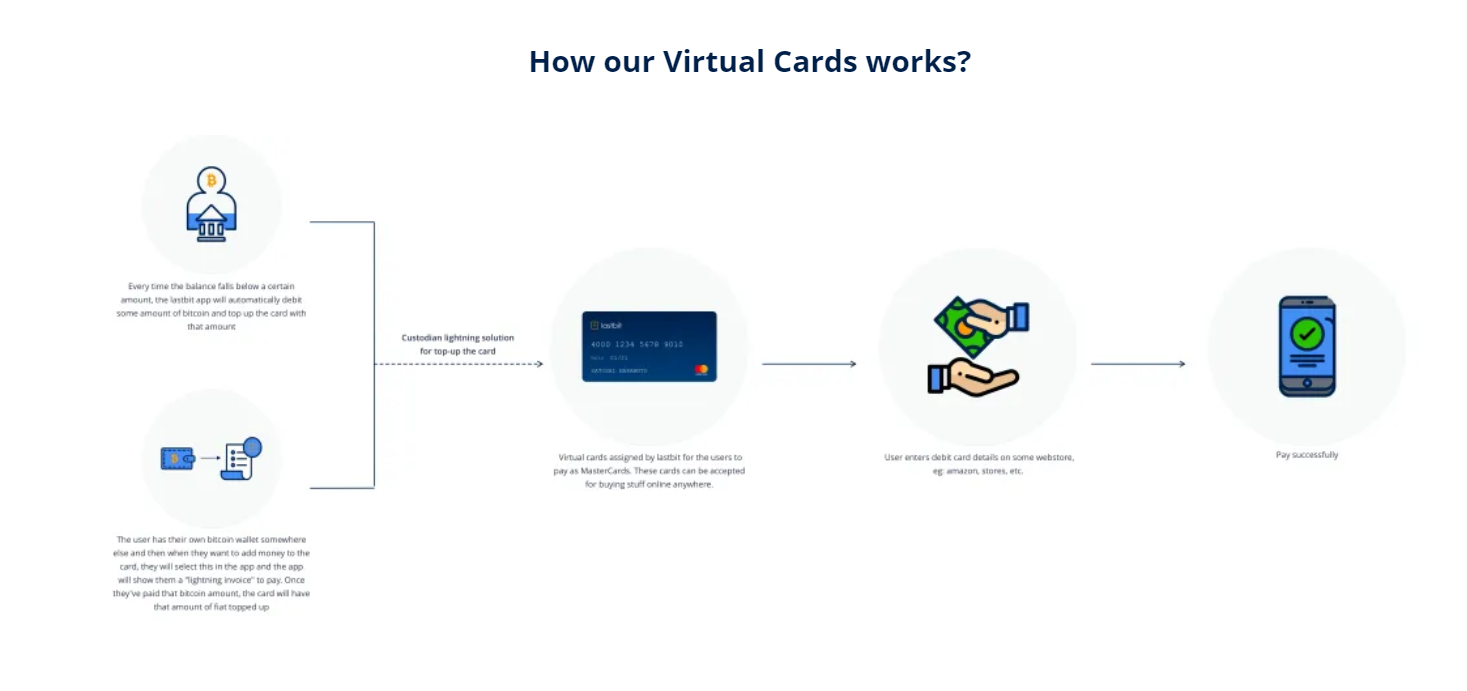 How our Virtual Cards works?
Every time the balance falls below a certain
amount, the lastbit app will automatically debit
some amount of bitcoin and top up the card with
that amount
The user has their own bitcoin wallet somewhere
else and then when they want to add money to the
card, they will select this in the app and the app
will show them a "lightning invoice" to pay. Once
they've paid that bitcoin amount, the card will have
that amount of fiat topped up
Custodian lightning solution
for top-up the card
lastbit
4000 1234 5678 9010
SATOSHI NAKAMOTO
Virtual cards assigned by lastbit for the users to
pay as MasterCards. These cards can be accepted
for buying stuff online anywhere.
User enters debit card details on some webstore,
eg: amazon, stores, etc.
Pay successfully